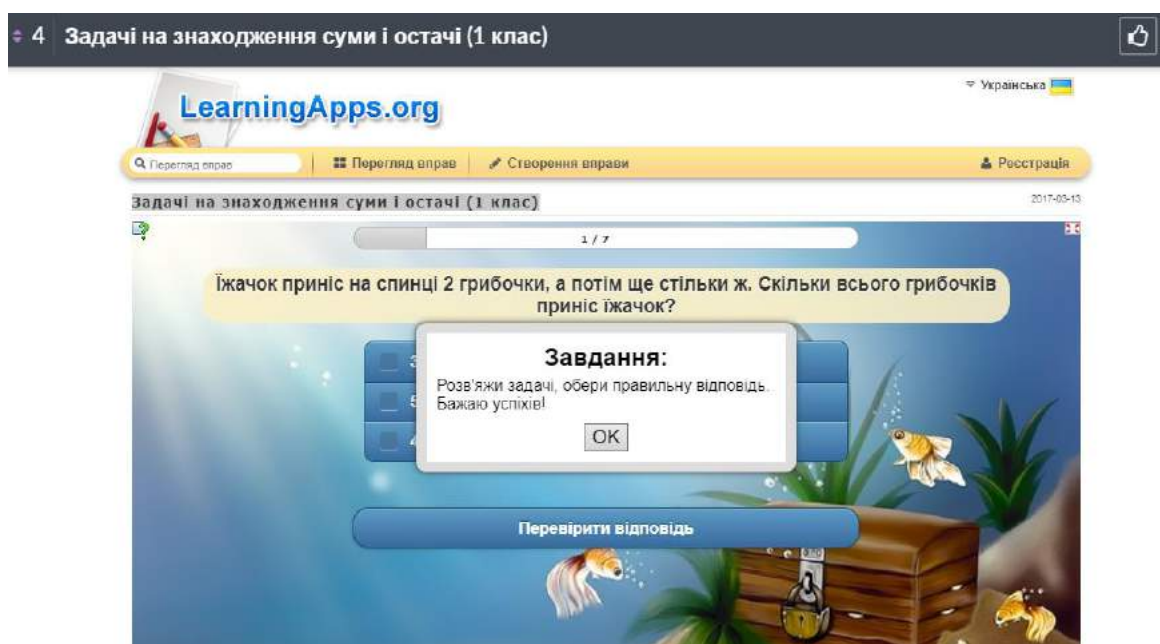 4 Задачі на знаходження суми і остачі (1 клас)
Українська
LearningApps.org
Перегляд вправ
Перегляд вправ
Створення вправи
Реєстрація
Задачі на знаходження суми і остачі (1 клас)
2017-03-13
1 / 7
Їжачок приніс на спинці 2 грибочки, а потім ще стільки ж. Скільки всього грибочків
приніс їжачок?
Завдання:
Розв'яжи задачі, обери правильну відповідь.
Бажаю успіхів!
OK
Перевірити відповідь